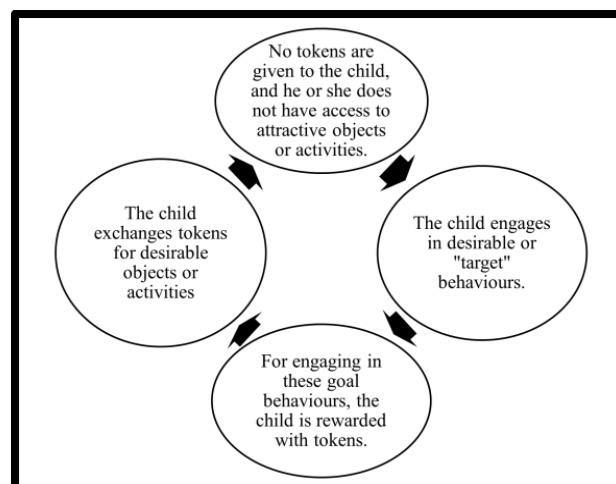 No tokens are
given to the child,
and he or she does
not have access to
attractive objects
or activities.
The child engages
in desirable or
"target"
behaviours.
For engaging in
these goal
behaviours, the
child is rewarded
with tokens.
The child
exchanges tokens
for desirable
objects or
activities